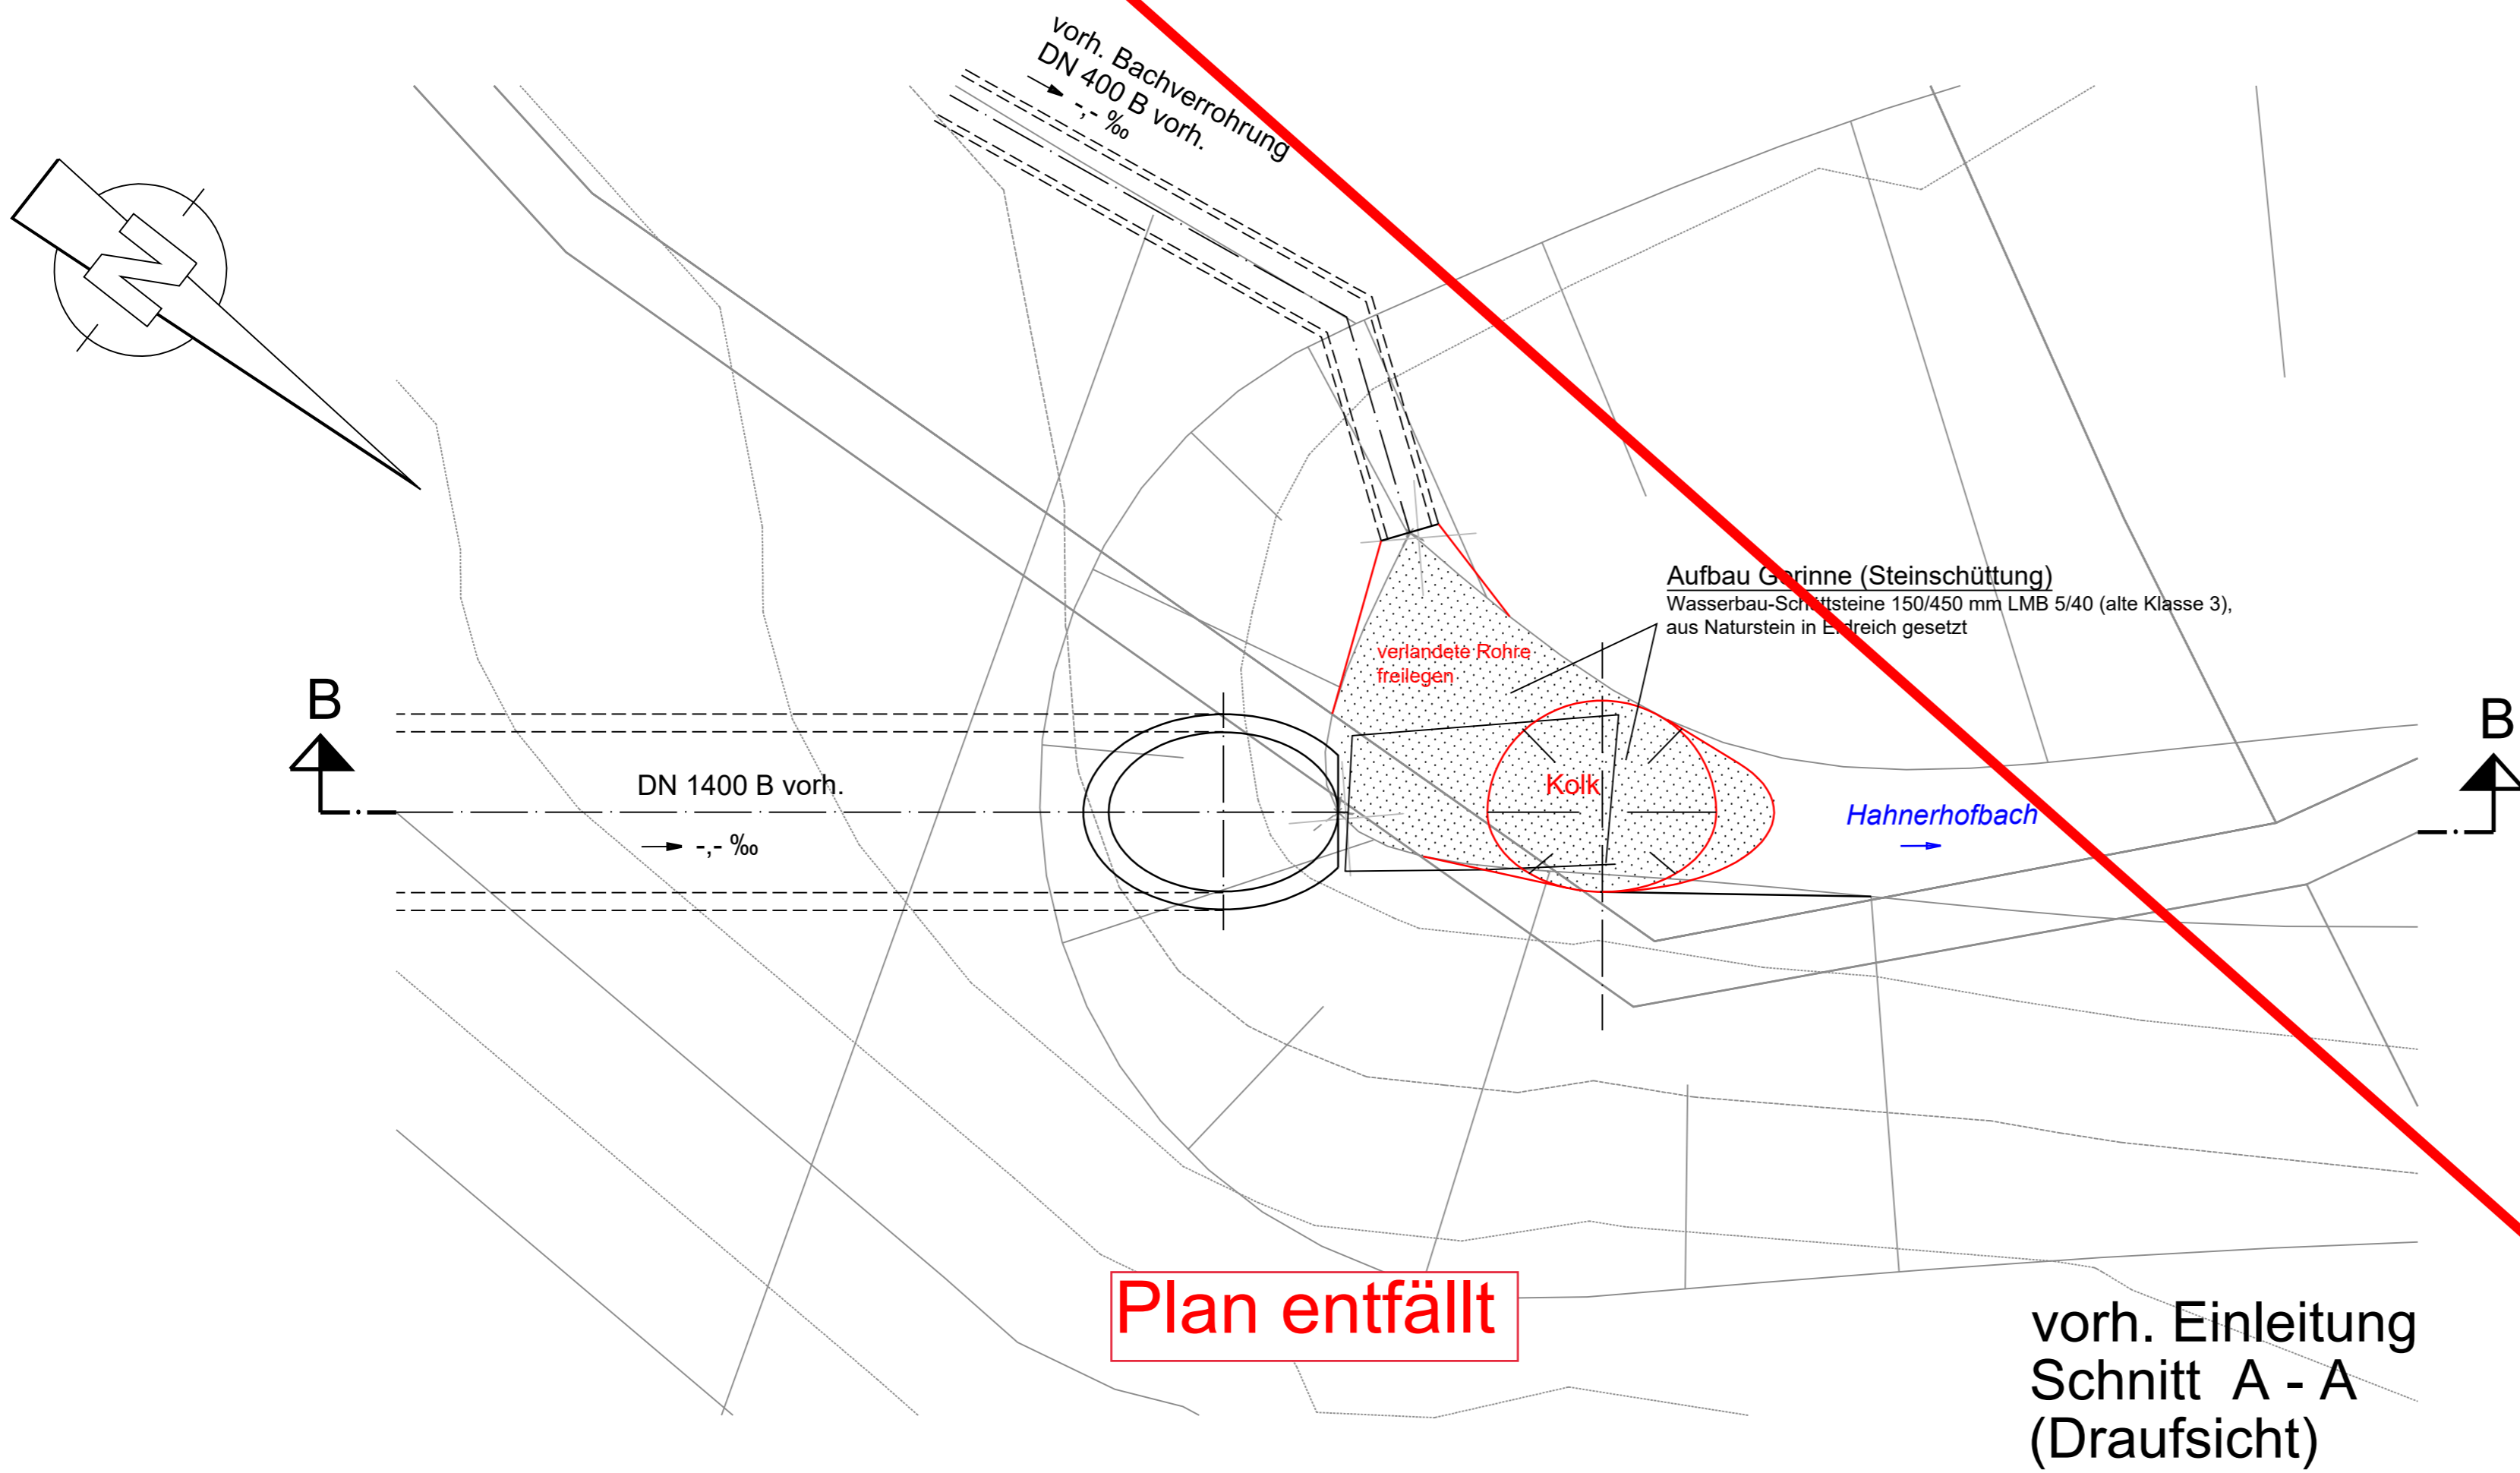 vorh. Bachverrohrung
DN 400 B vorh.
-,- ‰
N
Aufbau Gerinne (Steinschüttung)
Wasserbau-Schüttsteine 150/450 mm LMB 5/40 (alte Klasse 3),
aus Naturstein in Erdreich gesetzt
verlandete Rohre
freilegen
B
B
DN 1400 B vorh.
-,- ‰
Kolk
Hahnerhofbach
Plan entfällt
vorh. Einleitung
Schnitt A - A
(Draufsicht)